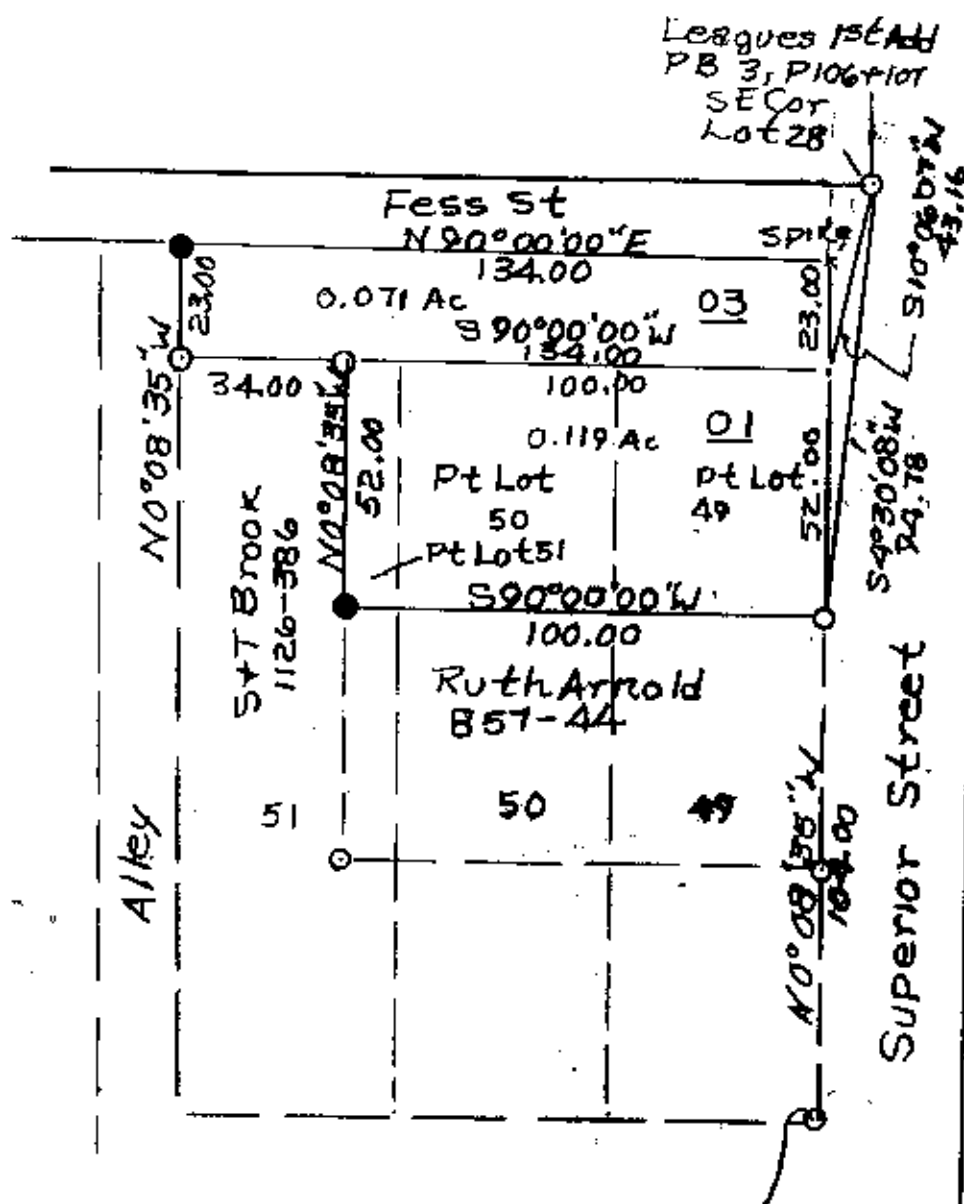 Leagues 1st Add
PB 3, P106+107
SE Cor
Lot 28
S10°06'07"W
43.16
Fess St
N 90°00'00"E
134.00
Spike
23.00
0.071 Ac
03
23.00
S 90°00'00"W
134.00
N0°08'35"W
34.00
100.00
N0°08'35"W
52.00
0.119 Ac
01
Pt Lot
50
Pt Lot
49
52.00
S4°30'08"W
Pt Lot 51
S+T Brook
1126-386
S90°00'00"W
100.00
Ruth Arnold
857-44
51
50
49
N0°08'35"W
Alley
Superior Street